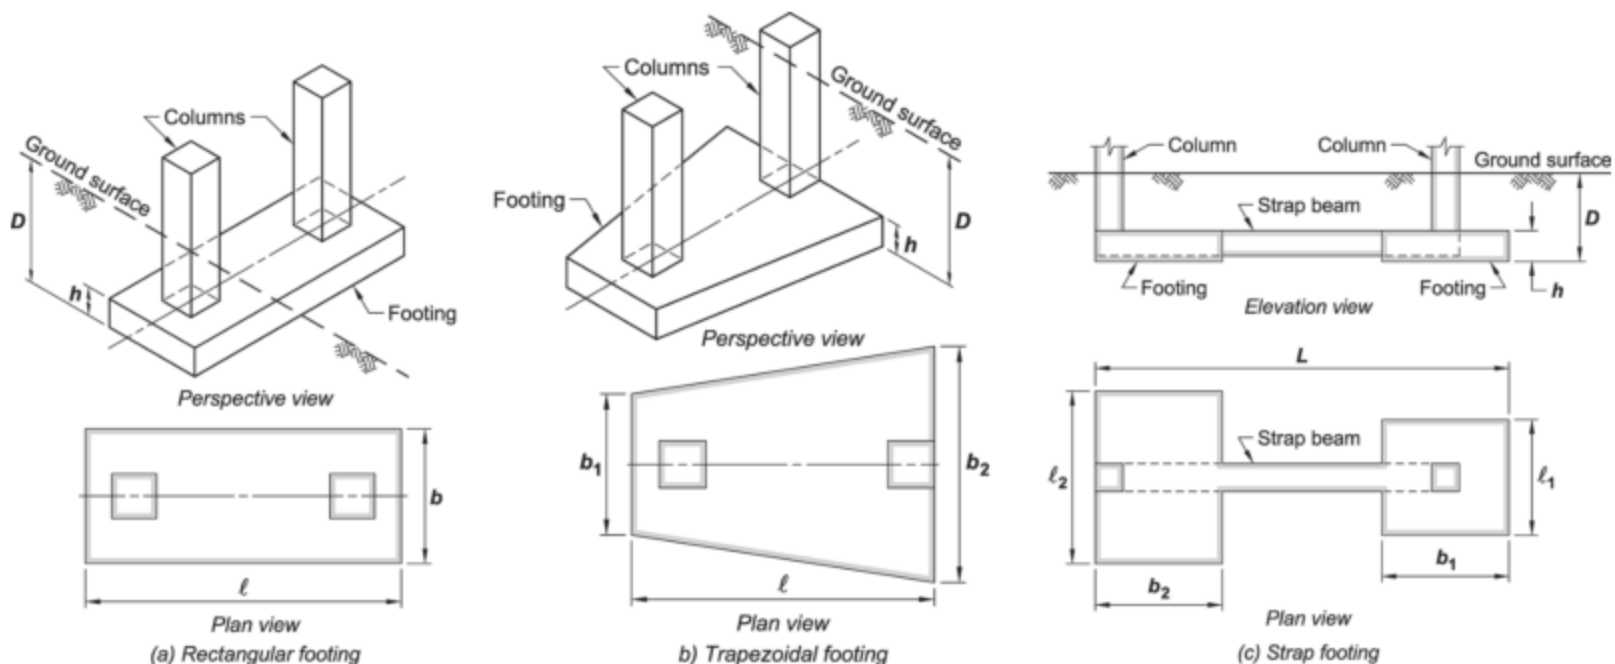 Columns
Ground surface
D
h
Footing
Perspective view
b
ℓ
Plan view
(a) Rectangular footing
Columns
Ground surface
Footing
D
h
Perspective view
b1
b2
ℓ
Plan view
b) Trapezoidal footing
Column
Column
Ground surface
Strap beam
D
Footing
Footing
h
Elevation view
L
Strap beam
ℓ2
ℓ1
b1
b2
Plan view
(c) Strap footing